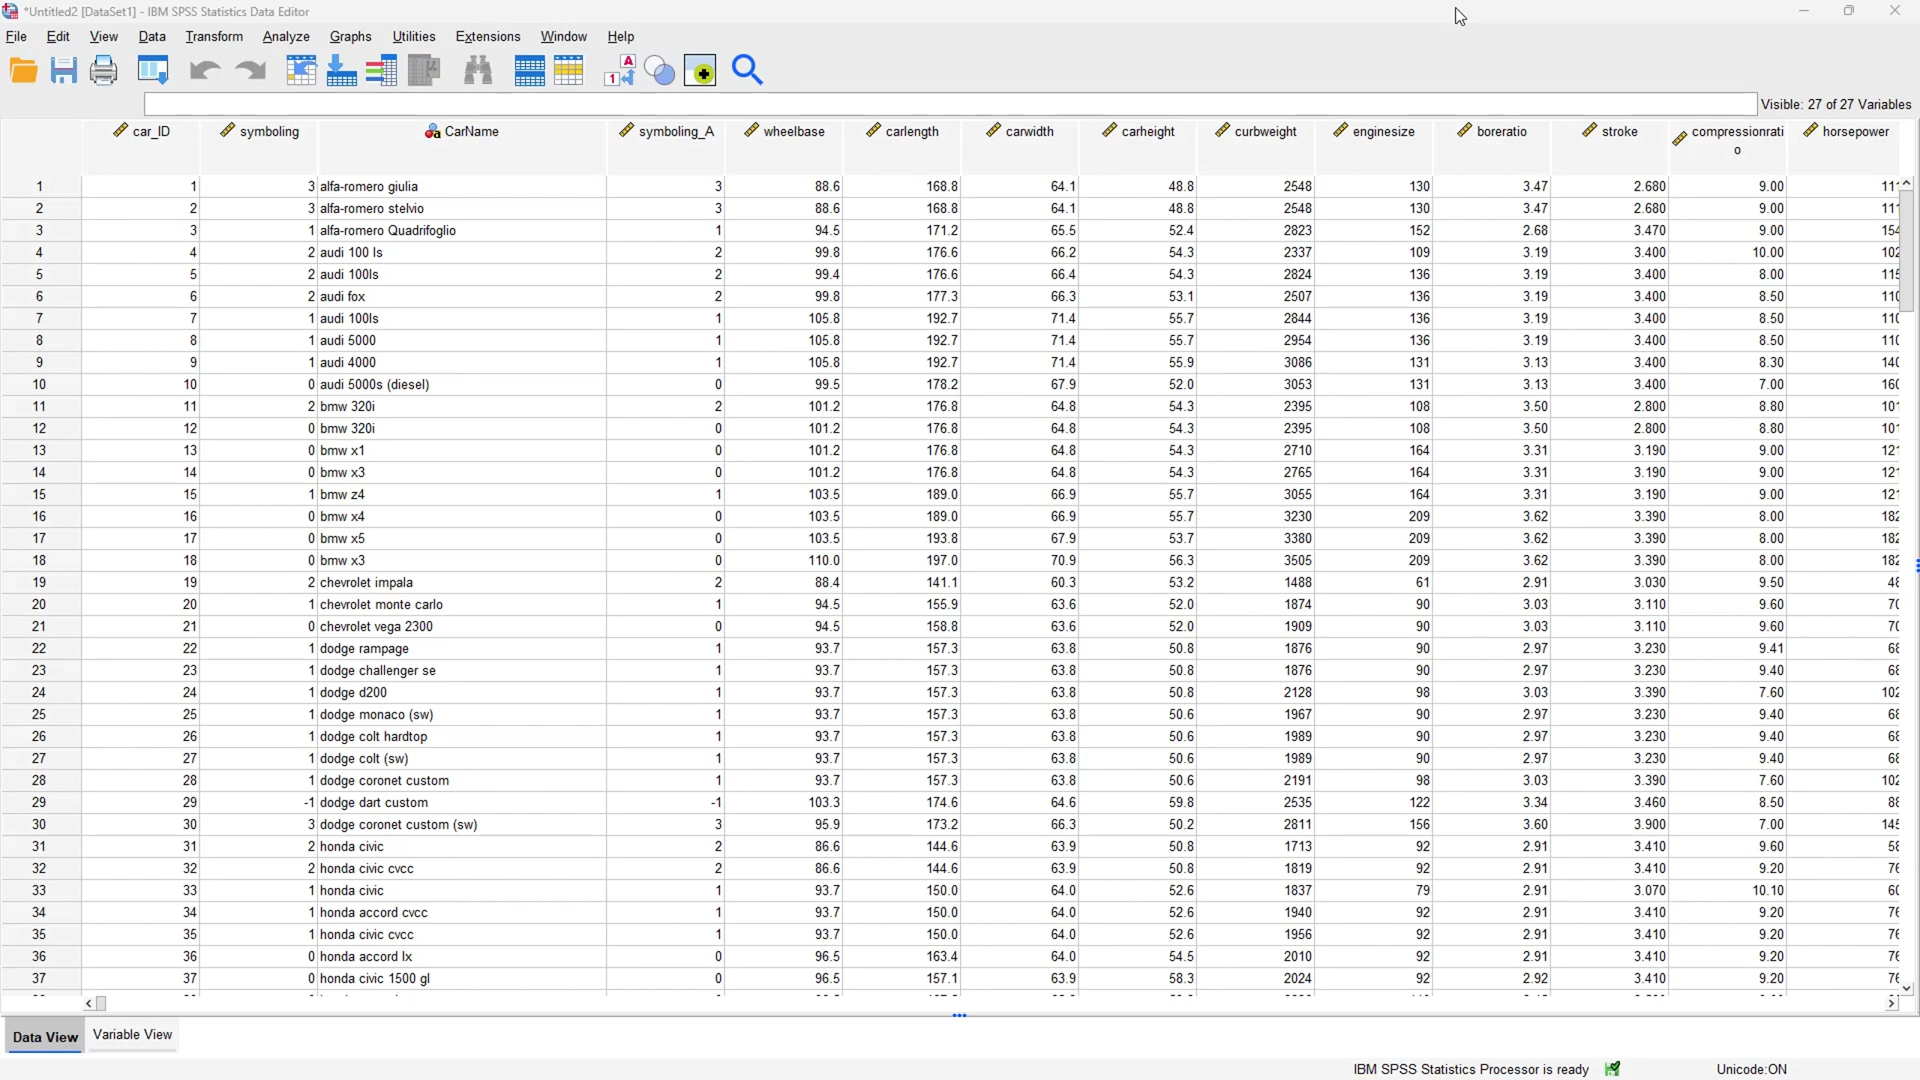 *Untitled2 [DataSet1] - IBM SPSS Statistics Data Editor
File Edit View Data Transform Analyze Graphs Utilities Extensions Window Help
Visible: 27 of 27 Variables
car_ID symboling CarName symboling_A wheelbase carlength carwidth carheight curbweight enginesize boreratio stroke compressionrati horsepower
o
1 1 3 alfa-romero giulia 3 88.6 168.8 64.1 48.8 2548 130 3.47 2.680 9.00 111
2 2 3 alfa-romero stelvio 3 88.6 168.8 64.1 48.8 2548 130 3.47 2.680 9.00 111
3 3 1 alfa-romero Quadrifoglio 1 94.5 171.2 65.5 52.4 2823 152 2.68 3.470 9.00 154
4 4 2 audi 100 ls 2 99.8 176.6 66.2 54.3 2337 109 3.19 3.400 10.00 102
5 5 2 audi 100ls 2 99.4 176.6 66.4 54.3 2824 136 3.19 3.400 8.00 115
6 6 2 audi fox 2 99.8 177.3 66.3 53.1 2507 136 3.19 3.400 8.50 110
7 7 1 audi 100ls 1 105.8 192.7 71.4 55.7 2844 136 3.19 3.400 8.50 110
8 8 1 audi 5000 1 105.8 192.7 71.4 55.7 2954 136 3.19 3.400 8.50 110
9 9 1 audi 4000 1 105.8 192.7 71.4 55.9 3086 131 3.13 3.400 8.30 140
10 10 0 audi 5000s (diesel) 0 99.5 178.2 67.9 52.0 3053 131 3.13 3.400 7.00 160
11 11 2 bmw 320i 2 101.2 176.8 64.8 54.3 2395 108 3.50 2.800 8.80 101
12 12 0 bmw 320i 0 101.2 176.8 64.8 54.3 2395 108 3.50 2.800 8.80 101
13 13 0 bmw x1 0 101.2 176.8 64.8 54.3 2710 164 3.31 3.190 9.00 121
14 14 0 bmw x3 0 101.2 176.8 64.8 54.3 2765 164 3.31 3.190 9.00 121
15 15 1 bmw z4 1 103.5 189.0 66.9 55.7 3055 164 3.31 3.190 9.00 121
16 16 0 bmw x4 0 103.5 189.0 66.9 55.7 3230 209 3.62 3.390 8.00 182
17 17 0 bmw x5 0 103.5 193.8 67.9 53.7 3380 209 3.62 3.390 8.00 182
18 18 0 bmw x3 0 110.0 197.0 70.9 56.3 3505 209 3.62 3.390 8.00 182
19 19 2 chevrolet impala 2 88.4 141.1 60.3 53.2 1488 61 2.91 3.030 9.50 48
20 20 1 chevrolet monte carlo 1 94.5 155.9 63.6 52.0 1874 90 3.03 3.110 9.60 70
21 21 0 chevrolet vega 2300 0 94.5 158.8 63.6 52.0 1909 90 3.03 3.110 9.60 70
22 22 1 dodge rampage 1 93.7 157.3 63.8 50.8 1876 90 2.97 3.230 9.41 68
23 23 1 dodge challenger se 1 93.7 157.3 63.8 50.8 1876 90 2.97 3.230 9.40 68
24 24 1 dodge d200 1 93.7 157.3 63.8 50.8 2128 98 3.03 3.390 7.60 102
25 25 1 dodge monaco (sw) 1 93.7 157.3 63.8 50.6 1967 90 2.97 3.230 9.40 68
26 26 1 dodge colt hardtop 1 93.7 157.3 63.8 50.6 1989 90 2.97 3.230 9.40 68
27 27 1 dodge colt (sw) 1 93.7 157.3 63.8 50.6 1989 90 2.97 3.230 9.40 68
28 28 1 dodge coronet custom 1 93.7 157.3 63.8 50.6 2191 98 3.03 3.390 7.60 102
29 29 -1 dodge dart custom -1 103.3 174.6 64.6 59.8 2535 122 3.34 3.460 8.50 88
30 30 3 dodge coronet custom (sw) 3 95.9 173.2 66.3 50.2 2811 156 3.60 3.900 7.00 145
31 31 2 honda civic 2 86.6 144.6 63.9 50.8 1713 92 2.91 3.410 9.60 58
32 32 2 honda civic cvcc 2 86.6 144.6 63.9 50.8 1819 92 2.91 3.410 9.20 76
33 33 1 honda civic 1 93.7 150.0 64.0 52.6 1837 79 2.91 3.070 10.10 60
34 34 1 honda accord cvcc 1 93.7 150.0 64.0 52.6 1940 92 2.91 3.410 9.20 76
35 35 1 honda civic cvcc 1 93.7 150.0 64.0 52.6 1956 92 2.91 3.410 9.20 76
36 36 0 honda accord lx 0 96.5 163.4 64.0 54.5 2010 92 2.91 3.410 9.20 76
37 37 0 honda civic 1500 gl 0 96.5 157.1 63.9 58.3 2024 92 2.92 3.410 9.20 76
Data View Variable View
IBM SPSS Statistics Processor is ready Unicode:ON